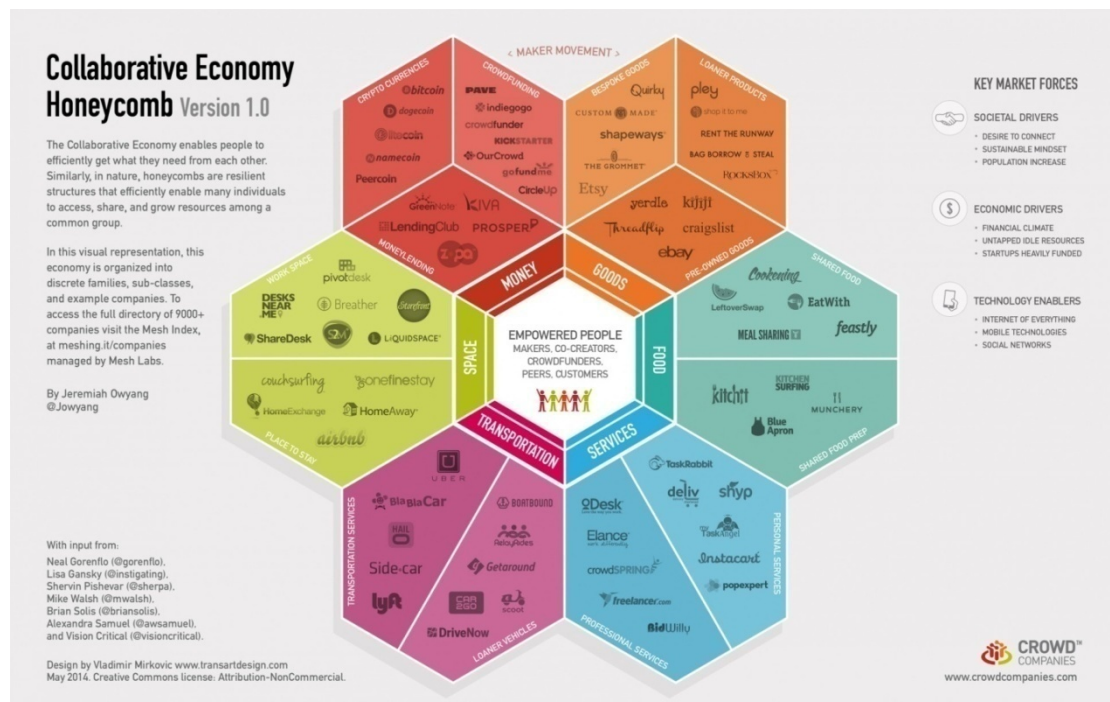 Collaborative Economy
Honeycomb Version 1.0
The Collaborative Economy enables people to
efficiently get what they need from each other.
Similarly, in nature, honeycombs are resilient
structures that efficiently enable many individuals
to access, share, and grow resources among a
common group.
In this visual representation, this
economy is organized into
discrete families, sub-classes,
and example companies. To
access the full directory of 9000+
companies visit the Mesh Index,
at meshing.it/companies
managed by Mesh Labs.
By Jeremiah Owyang
@Jowyang
With input from:
Neal Gorenflo (@gorenflo),
Lisa Gansky (@instigating),
Shervin Pishevar (@sherpa),
Mike Walsh (@mwalsh),
Brian Solis (@briansolis),
Alexandra Samuel (@awsamuel),
and Vision Critical (@visioncritical).
Design by Vladimir Mirkovic www.transartdesign.com
May 2014. Creative Commons license: Attribution-NonCommercial.
< MAKER MOVEMENT >
CRYPTO CURRENCIES
bitcoin
dogecoin
litecoin
namecoin
Peercoin
CROWDFUNDING
PAVE
indiegogo
crowdfunder
KICKSTARTER
OurCrowd
gofundme
CircleUp
GreenNote
KIVA
LendingClub
PROSPER
zopa
MONEYLENDING
MONEY
BESPOKE GOODS
Quirky
CUSTOM MADE
shapeways
THE GROMMET
Etsy
LOANER PRODUCTS
pley
shop it to me
RENT THE RUNWAY
BAG BORROW OR STEAL
ROCKSBOX
yerdle
kijiji
Threadflip
craigslist
ebay
PRE-OWNED GOODS
GOODS
WORK SPACE
pivotdesk
DESKS
NEAR
.ME
Breather
Storefront
ShareDesk
LIQUIDSPACE
couchsurfing
onefinestay
HomeExchange
HomeAway
airbnb
PLACE TO STAY
SPACE
EMPOWERED PEOPLE
MAKERS, CO-CREATORS,
CROWDFUNDERS,
PEERS, CUSTOMERS
FOOD
SHARED FOOD
Cookening
LeftoverSwap
EatWith
MEAL SHARING
feastly
kitchit
KITCHEN
SURFING
MUNCHERY
Blue
Apron
SHARED FOOD PREP
TRANSPORTATION
TRANSPORTATION SERVICES
UBER
BlaBlaCar
HAILO
Side-car
lyft
BOATBOUND
RelayRides
Getaround
CAR
2GO
scoot
DriveNow
LOANER VEHICLES
SERVICES
oDesk
Elance
crowdSPRING
freelancer.com
BidWilly
PROFESSIONAL SERVICES
TaskRabbit
deliv
shyp
TaskAngel
Instacart
popexpert
PERSONAL SERVICES
KEY MARKET FORCES
SOCIETAL DRIVERS
• DESIRE TO CONNECT
• SUSTAINABLE MINDSET
• POPULATION INCREASE
$
ECONOMIC DRIVERS
• FINANCIAL CLIMATE
• UNTAPPED IDLE RESOURCES
• STARTUPS HEAVILY FUNDED
TECHNOLOGY ENABLERS
• INTERNET OF EVERYTHING
• MOBILE TECHNOLOGIES
• SOCIAL NETWORKS
CROWD™
COMPANIES
www.crowdcompanies.com